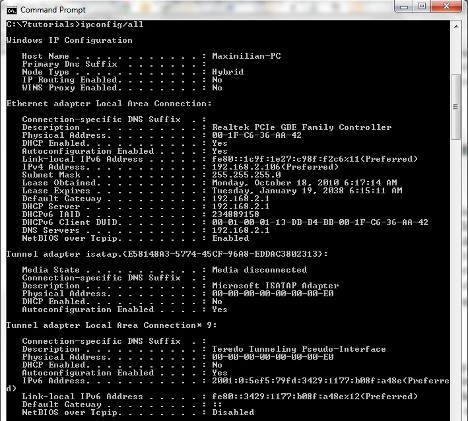 Command Prompt
C:\7tutorials>ipconfig/all
Windows IP Configuration
Host Name . . . . . . . . . . . . : Maximilian-PC
Primary Dns Suffix . . . . . . . :
Node Type . . . . . . . . . . . . : Hybrid
IP Routing Enabled. . . . . . . . : No
WINS Proxy Enabled. . . . . . . . : No
Ethernet adapter Local Area Connection:
Connection-specific DNS Suffix . :
Description . . . . . . . . . . . : Realtek PCIe GBE Family Controller
Physical Address. . . . . . . . . : 00-1F-C6-36-AA-42
DHCP Enabled. . . . . . . . . . . : Yes
Autoconfiguration Enabled . . . . : Yes
Link-local IPv6 Address . . . . . : fe80::1c9f:1e27:c98f:f2c6%11(Preferred)
IPv4 Address. . . . . . . . . . . : 192.168.2.106(Preferred)
Subnet Mask . . . . . . . . . . . : 255.255.255.0
Lease Obtained. . . . . . . . . . : Monday, October 18, 2010 6:17:14 AM
Lease Expires . . . . . . . . . . : Tuesday, January 19, 2038 6:15:11 AM
Default Gateway . . . . . . . . . : 192.168.2.1
DHCP Server . . . . . . . . . . . : 192.168.2.1
DHCPv6 IAID . . . . . . . . . . . : 234889158
DHCPv6 Client DUID. . . . . . . . : 00-01-00-01-13-DB-B4-BB-00-1F-C6-36-AA-42
DNS Servers . . . . . . . . . . . : 192.168.2.1
NetBIOS over Tcpip. . . . . . . . : Enabled
Tunnel adapter isatap.{CE5B148A3-5774-45CF-96A8-EDDAC3802313}:
Media State . . . . . . . . . . . : Media disconnected
Connection-specific DNS Suffix . :
Description . . . . . . . . . . . : Microsoft ISATAP Adapter
Physical Address. . . . . . . . . : 00-00-00-00-00-00-00-E0
DHCP Enabled. . . . . . . . . . . : No
Autoconfiguration Enabled . . . . : Yes
Tunnel adapter Local Area Connection* 9:
Connection-specific DNS Suffix . :
Description . . . . . . . . . . . : Teredo Tunneling Pseudo-Interface
Physical Address. . . . . . . . . : 00-00-00-00-00-00-00-E0
DHCP Enabled. . . . . . . . . . . : No
Autoconfiguration Enabled . . . . : Yes
IPv6 Address. . . . . . . . . . . : 2001:0:5ef5:79fd:3429:1177:b08f:a48e(Preferre
d)
Link-local IPv6 Address . . . . . : fe80::3429:1177:b08f:a48e%12(Preferred)
Default Gateway . . . . . . . . . : ::
NetBIOS over Tcpip. . . . . . . . : Disabled